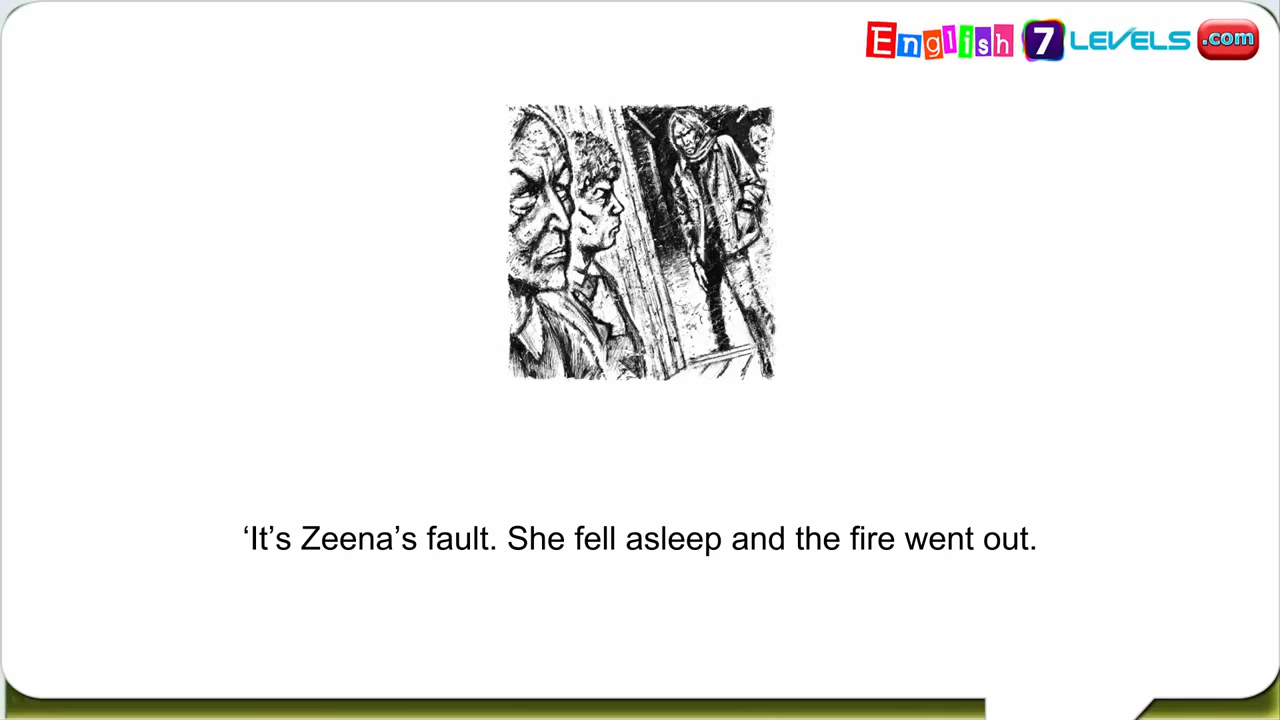 English 7 LEVELS .com
‘It’s Zeena’s fault. She fell asleep and the fire went out.